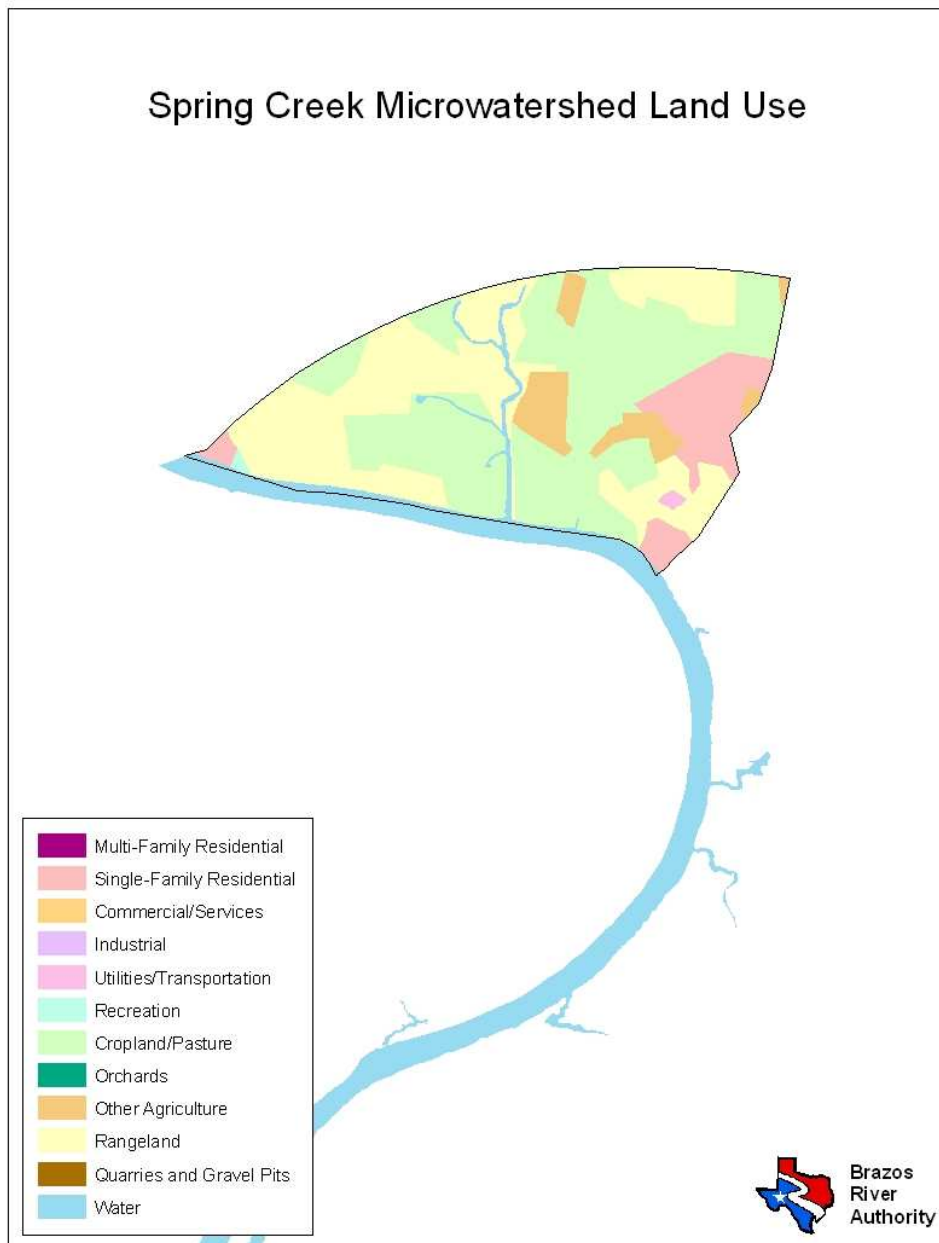 Spring Creek Microwatershed Land Use
Multi-Family Residential
Single-Family Residential
Commercial/Services
Industrial
Utilities/Transportation
Recreation
Cropland/Pasture
Orchards
Other Agriculture
Rangeland
Quarries and Gravel Pits
Water
Brazos
River
Authority